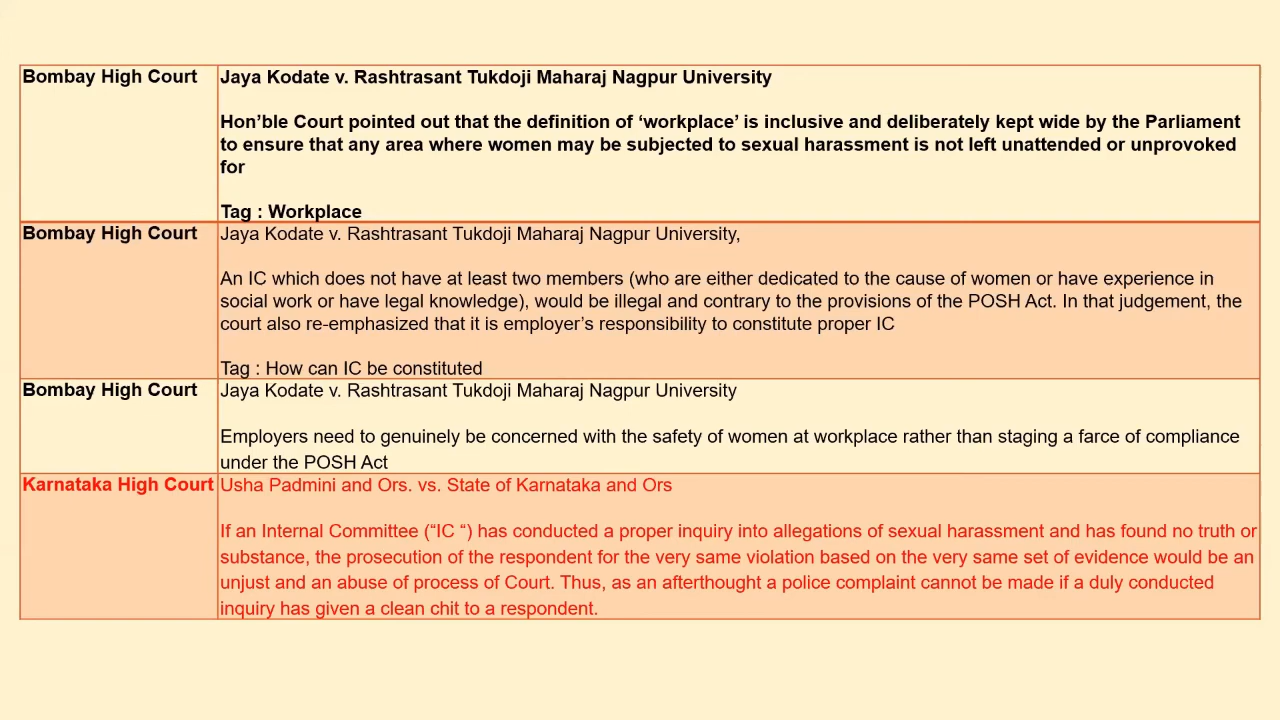 Bombay High Court
Jaya Kodate v. Rashtrasant Tukdoji Maharaj Nagpur University
Hon’ble Court pointed out that the definition of ‘workplace’ is inclusive and deliberately kept wide by the Parliament
to ensure that any area where women may be subjected to sexual harassment is not left unattended or unprovoked
for
Tag : Workplace
Bombay High Court
Jaya Kodate v. Rashtrasant Tukdoji Maharaj Nagpur University,
An IC which does not have at least two members (who are either dedicated to the cause of women or have experience in
social work or have legal knowledge), would be illegal and contrary to the provisions of the POSH Act. In that judgement, the
court also re-emphasized that it is employer’s responsibility to constitute proper IC
Tag : How can IC be constituted
Bombay High Court
Jaya Kodate v. Rashtrasant Tukdoji Maharaj Nagpur University
Employers need to genuinely be concerned with the safety of women at workplace rather than staging a farce of compliance
under the POSH Act
Karnataka High Court
Usha Padmini and Ors. vs. State of Karnataka and Ors
If an Internal Committee (“IC “) has conducted a proper inquiry into allegations of sexual harassment and has found no truth or
substance, the prosecution of the respondent for the very same violation based on the very same set of evidence would be an
unjust and an abuse of process of Court. Thus, as an afterthought a police complaint cannot be made if a duly conducted
inquiry has given a clean chit to a respondent.